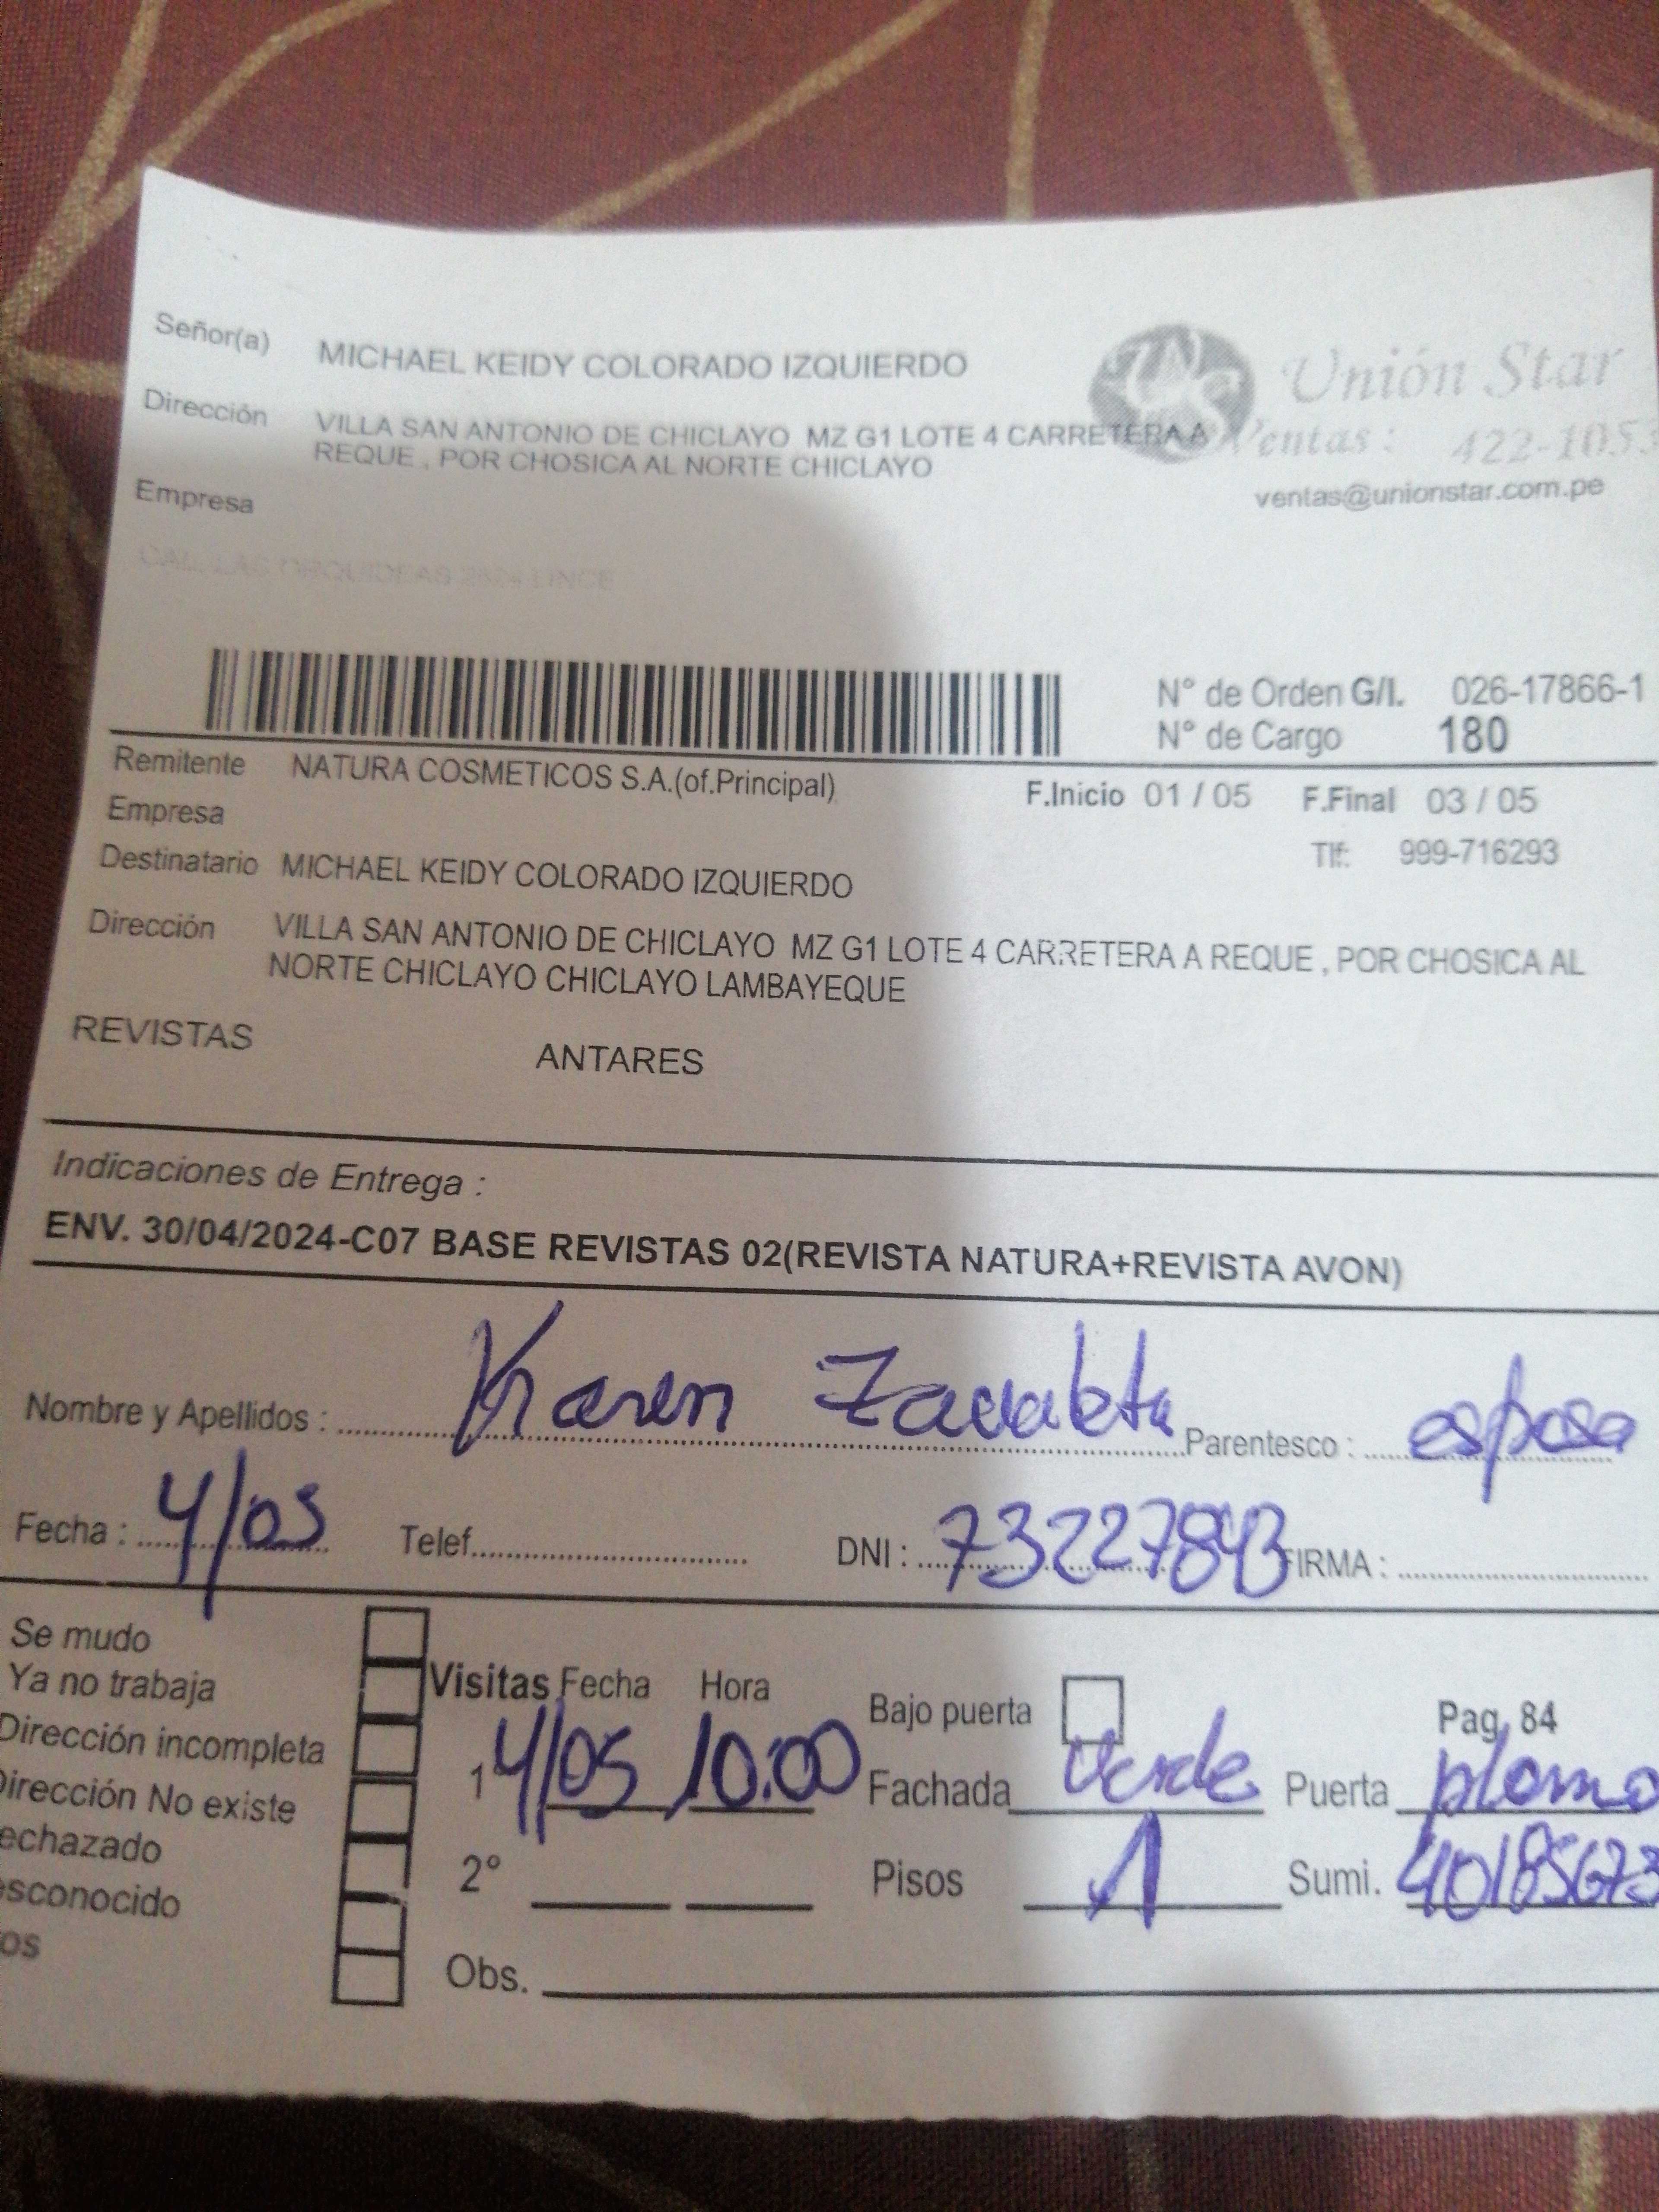 Señor(a) MICHAEL KEIDY COLORADO IZQUIERDO
Unión Star
Dirección VILLA SAN ANTONIO DE CHICLAYO MZ G1 LOTE 4 CARRETERA A
REQUE , POR CHOSICA AL NORTE CHICLAYO
Ventas : 422-1053
ventas@unionstar.com.pe
Empresa
N° de Orden G/I. 026-17866-1
N° de Cargo 180
Remitente NATURA COSMETICOS S.A.(of.Principal)
F.Inicio 01 / 05 F.Final 03 / 05
Empresa
Tlf: 999-716293
Destinatario MICHAEL KEIDY COLORADO IZQUIERDO
Dirección VILLA SAN ANTONIO DE CHICLAYO MZ G1 LOTE 4 CARRETERA A REQUE , POR CHOSICA AL
NORTE CHICLAYO CHICLAYO LAMBAYEQUE
REVISTAS ANTARES
Indicaciones de Entrega :
ENV. 30/04/2024-C07 BASE REVISTAS 02(REVISTA NATURA+REVISTA AVON)
Nombre y Apellidos : Karen Zavaleta Parentesco : esposa
Fecha : 4/05 Telef. DNI : 73227843 FIRMA :
Se mudo
Ya no trabaja
Dirección incompleta
Dirección No existe
echazado
esconocido
os
Visitas Fecha Hora
1 4/05 10:00
2°
Obs.
Bajo puerta Pag. 84
Fachada Verde Puerta plomo
Pisos 1 Sumi. 40185673